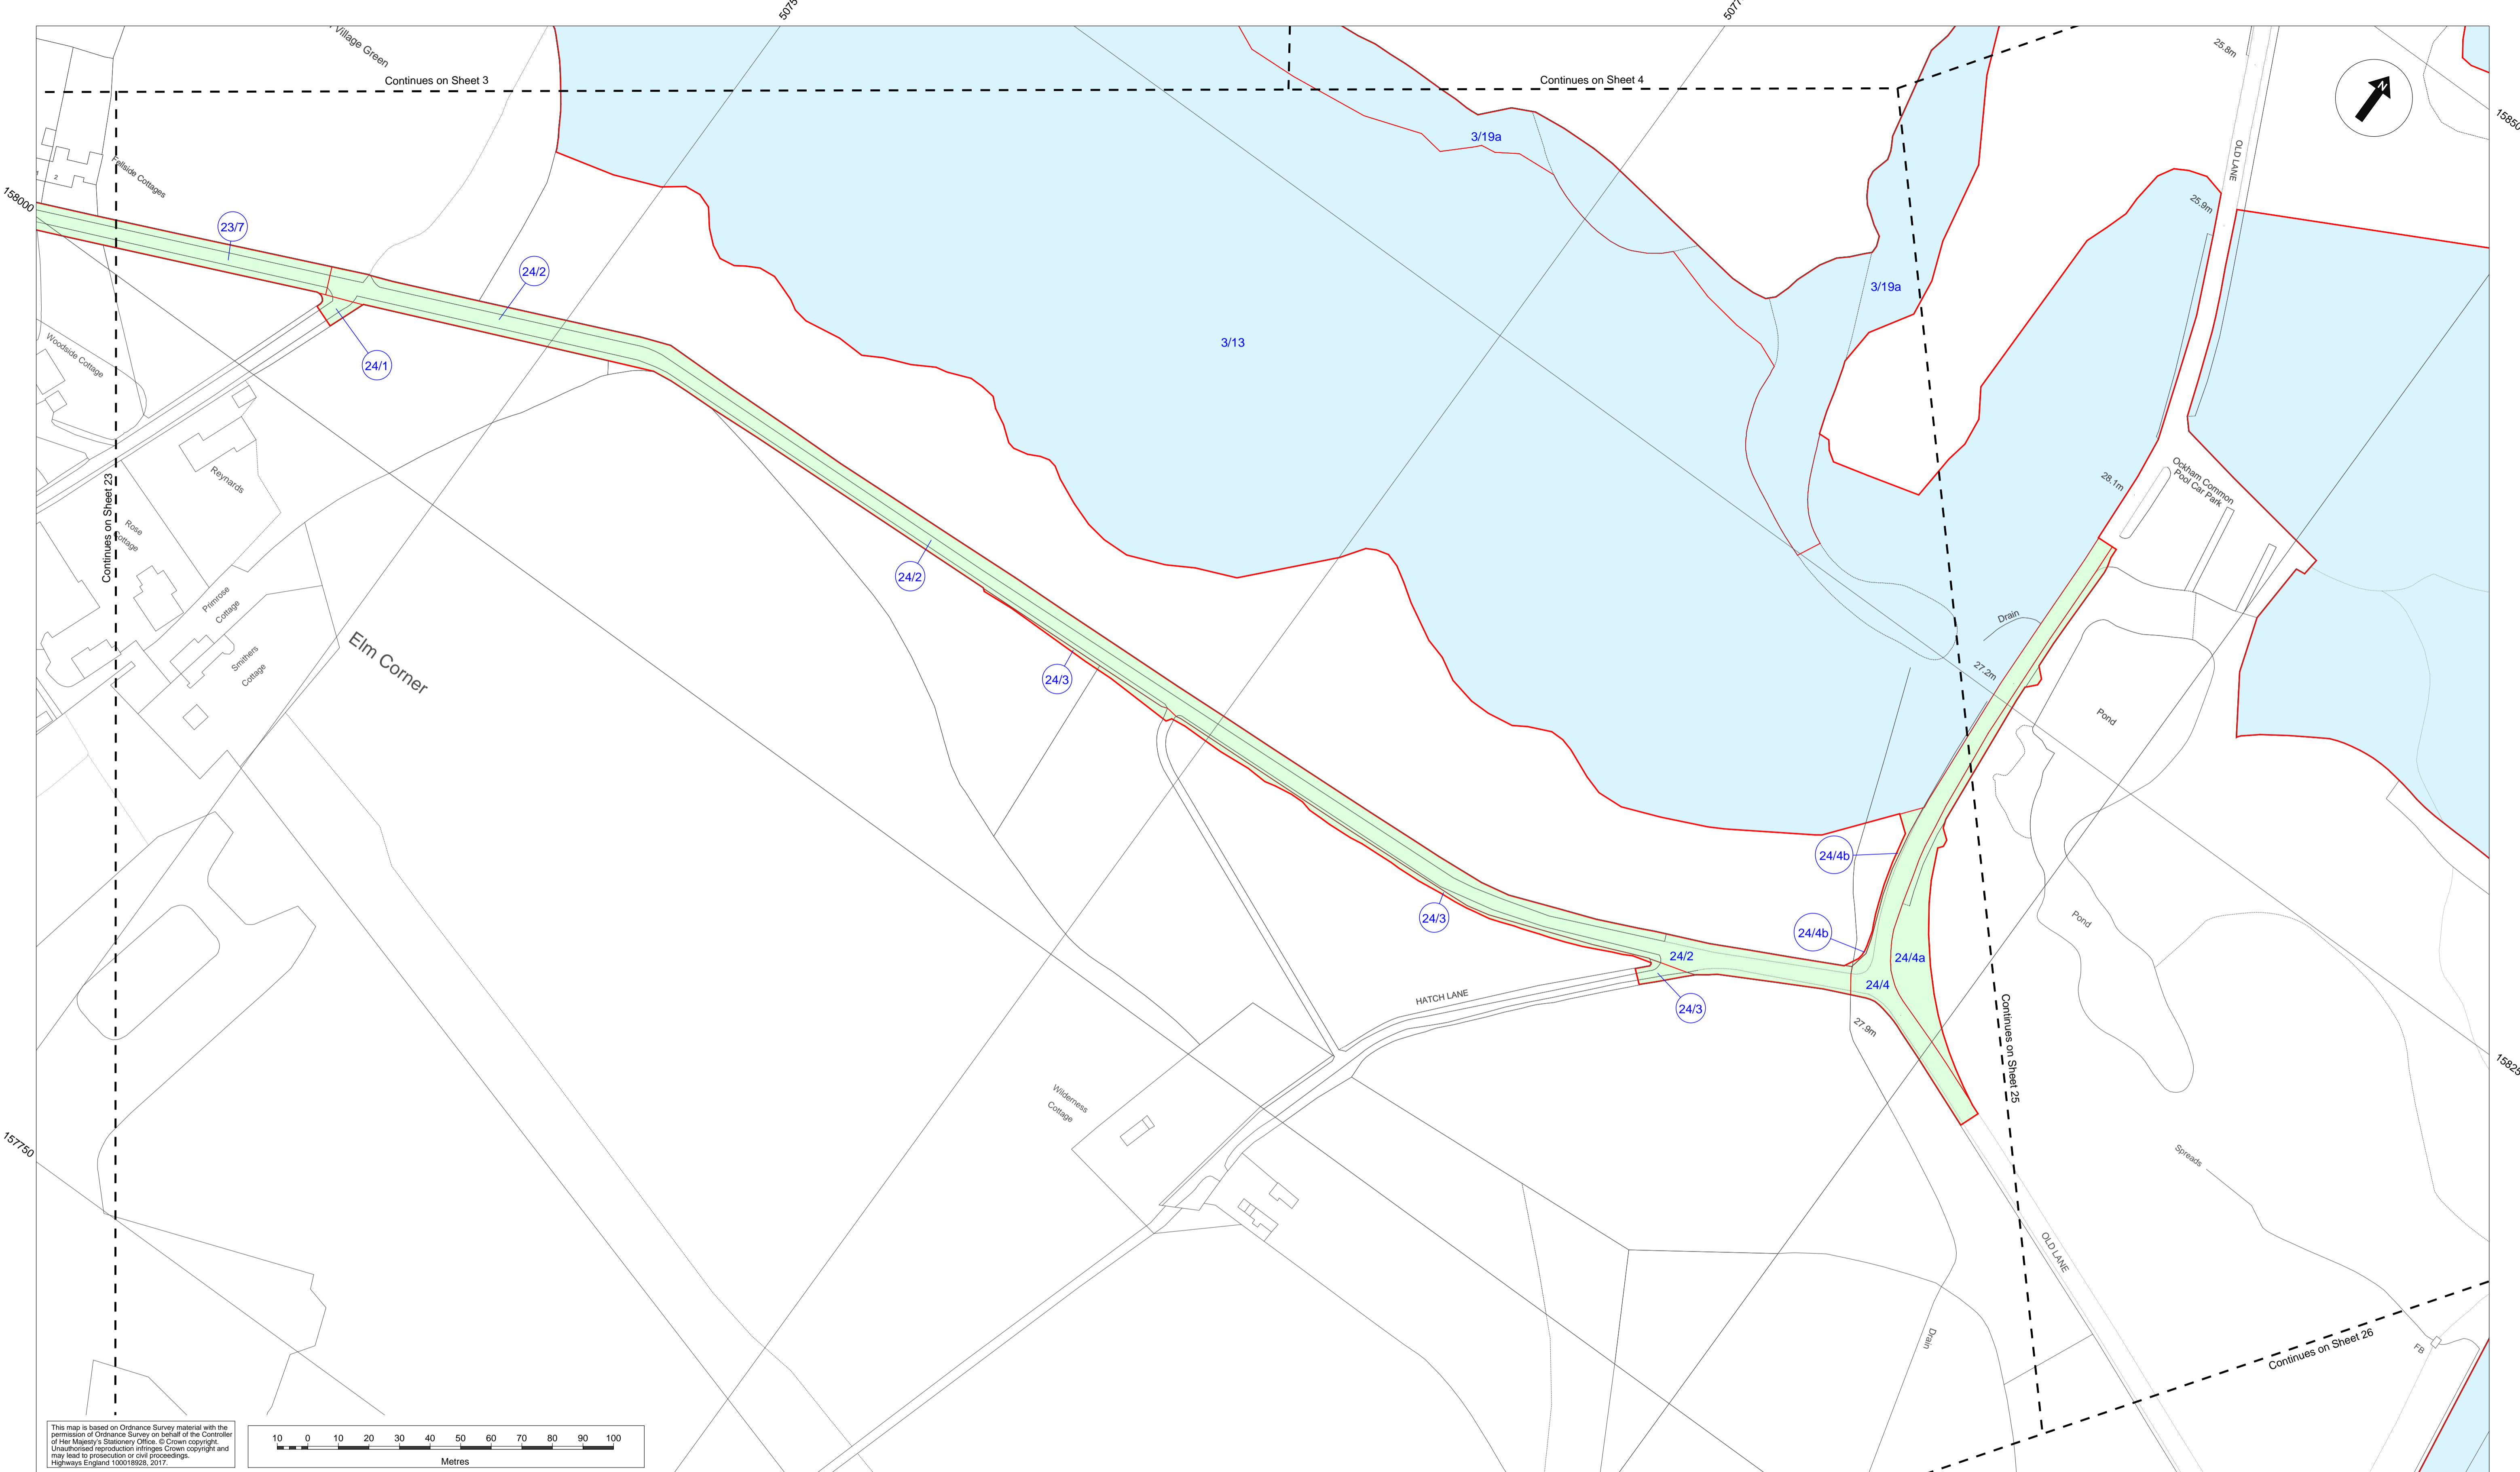 5075
5077
Village Green
Continues on Sheet 3
Continues on Sheet 4
25.8m
N
15850
3/19a
OLD LANE
Fellside Cottages
2
158000
23/7
25.9m
24/2
3/19a
3/13
Woodside Cottage
24/1
Reynards
Continues on Sheet 23
Ockham Common
Pool Car Park
28.1m
Rose
Cottage
24/2
Primrose
Cottage
Drain
Smithers
Cottage
Elm Corner
24/3
27.2m
Pond
24/4b
24/3
Pond
24/4b
24/2
24/4a
24/4
HATCH LANE
24/3
27.9m
Continues on Sheet 25
15825
Wilderness
Cottage
157750
Spreads
OLD LANE
Drain
Continues on Sheet 26
FB
This map is based on Ordnance Survey material with the
permission of Ordnance Survey on behalf of the Controller
of Her Majesty's Stationery Office. © Crown copyright.
Unauthorised reproduction infringes Crown copyright and
may lead to prosecution or civil proceedings.
Highways England 100018928, 2017.
10 0 10 20 30 40 50 60 70 80 90 100
Metres